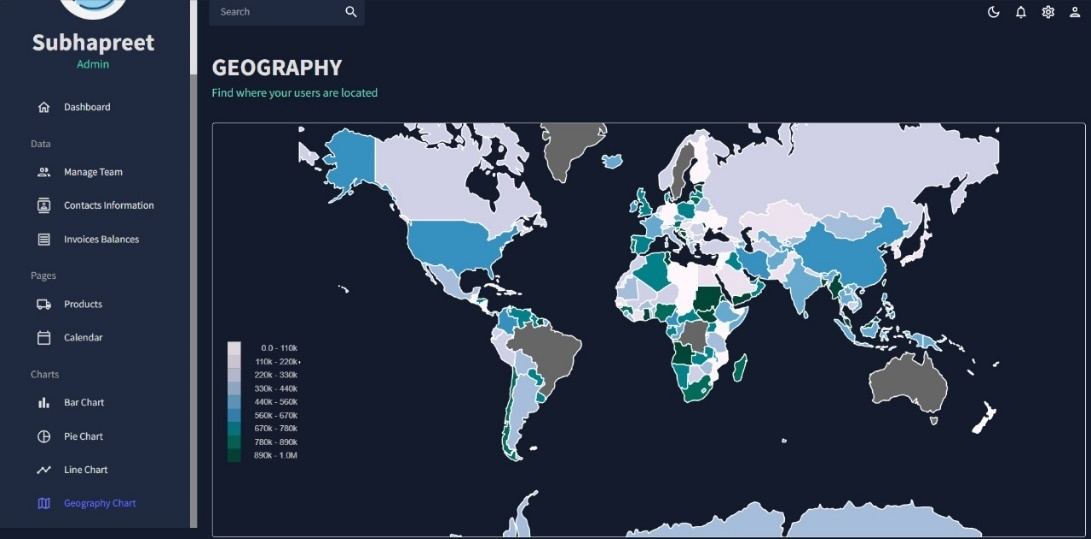 Search
Subhapreet
Admin
Dashboard
Data
Manage Team
Contacts Information
Invoices Balances
Pages
Products
Calendar
Charts
Bar Chart
Pie Chart
Line Chart
Geography Chart
GEOGRAPHY
Find where your users are located
0.0 - 110k
110k - 220k
220k - 330k
330k - 440k
440k - 560k
560k - 670k
670k - 780k
780k - 890k
890k - 1.0M